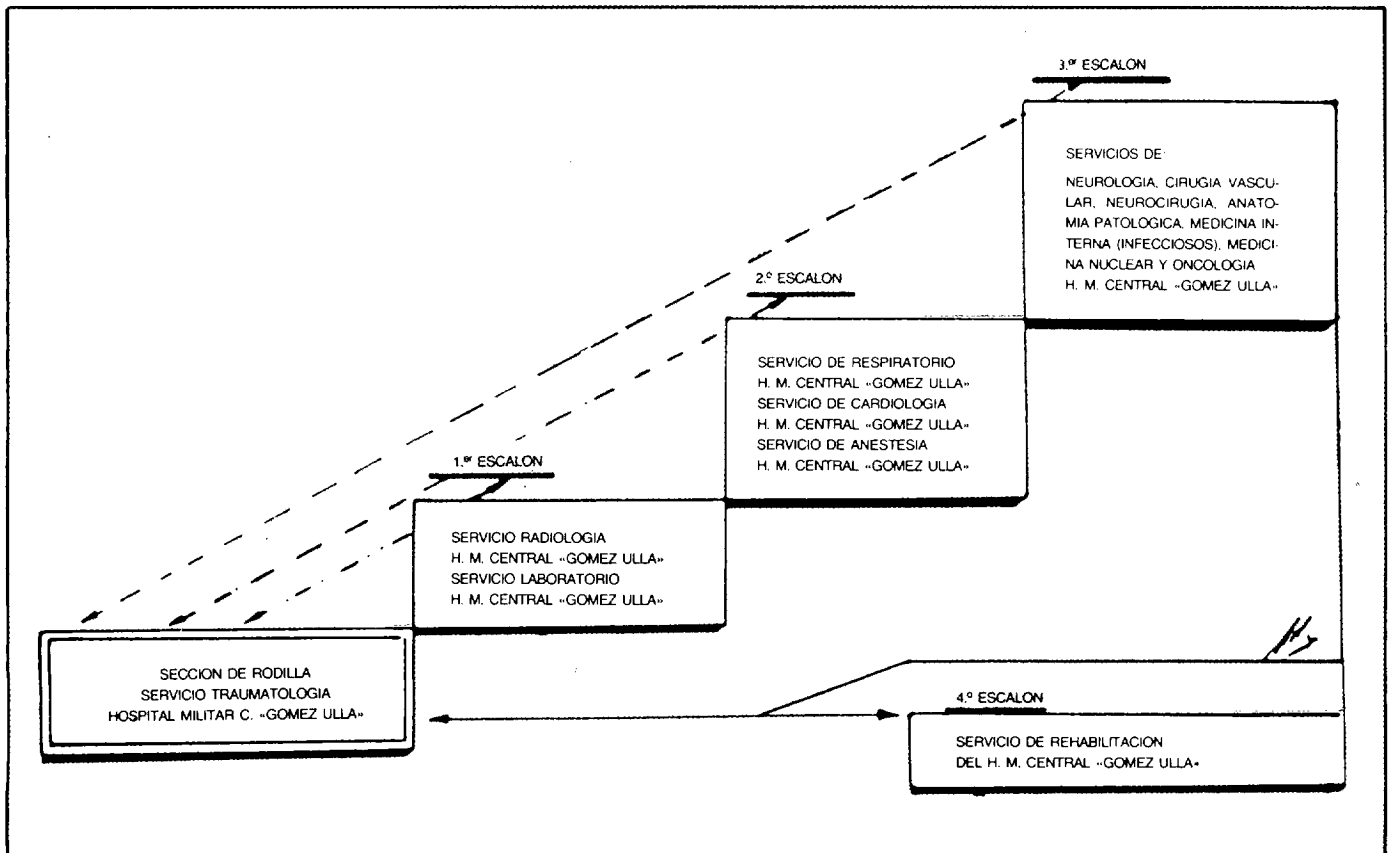 3.er ESCALON
SERVICIOS DE
NEUROLOGIA, CIRUGIA VASCU-
LAR, NEUROCIRUGIA, ANATO-
MIA PATOLOGICA, MEDICINA IN-
TERNA (INFECCIOSOS), MEDICI-
NA NUCLEAR Y ONCOLOGIA
H. M. CENTRAL «GOMEZ ULLA»
2.º ESCALON
SERVICIO DE RESPIRATORIO
H. M. CENTRAL «GOMEZ ULLA»
SERVICIO DE CARDIOLOGIA
H. M. CENTRAL «GOMEZ ULLA»
SERVICIO DE ANESTESIA
H. M. CENTRAL «GOMEZ ULLA»
1.er ESCALON
SERVICIO RADIOLOGIA
H. M. CENTRAL «GOMEZ ULLA»
SERVICIO LABORATORIO
H. M. CENTRAL «GOMEZ ULLA»
SECCION DE RODILLA
SERVICIO TRAUMATOLOGIA
HOSPITAL MILITAR C. «GOMEZ ULLA»
4.º ESCALON
SERVICIO DE REHABILITACION
DEL H. M. CENTRAL «GOMEZ ULLA»